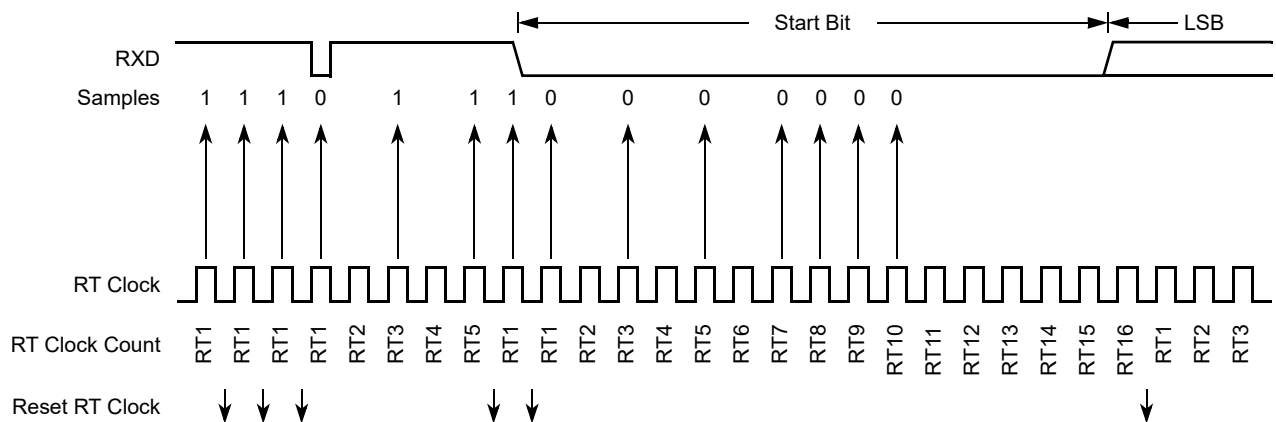 Start Bit LSB
RXD
Samples 1 1 1 0 1 1 1 0 0 0 0 0 0 0
RT Clock
RT Clock Count RT1 RT1 RT1 RT1 RT2 RT3 RT4 RT5 RT1 RT1 RT2 RT3 RT4 RT5 RT6 RT7 RT8 RT9 RT10 RT11 RT12 RT13 RT14 RT15 RT16 RT1 RT2 RT3
Reset RT Clock